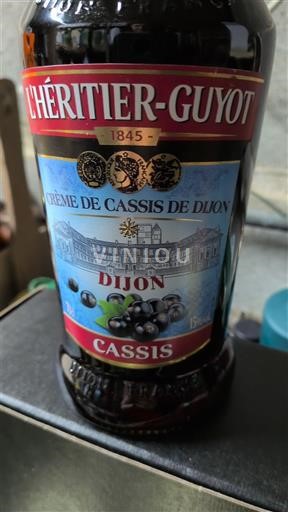 L'HÉRITIER-GUYOT
- 1845 -
CRÈME DE CASSIS DE DIJON
VINIOU
DIJON
CASSIS